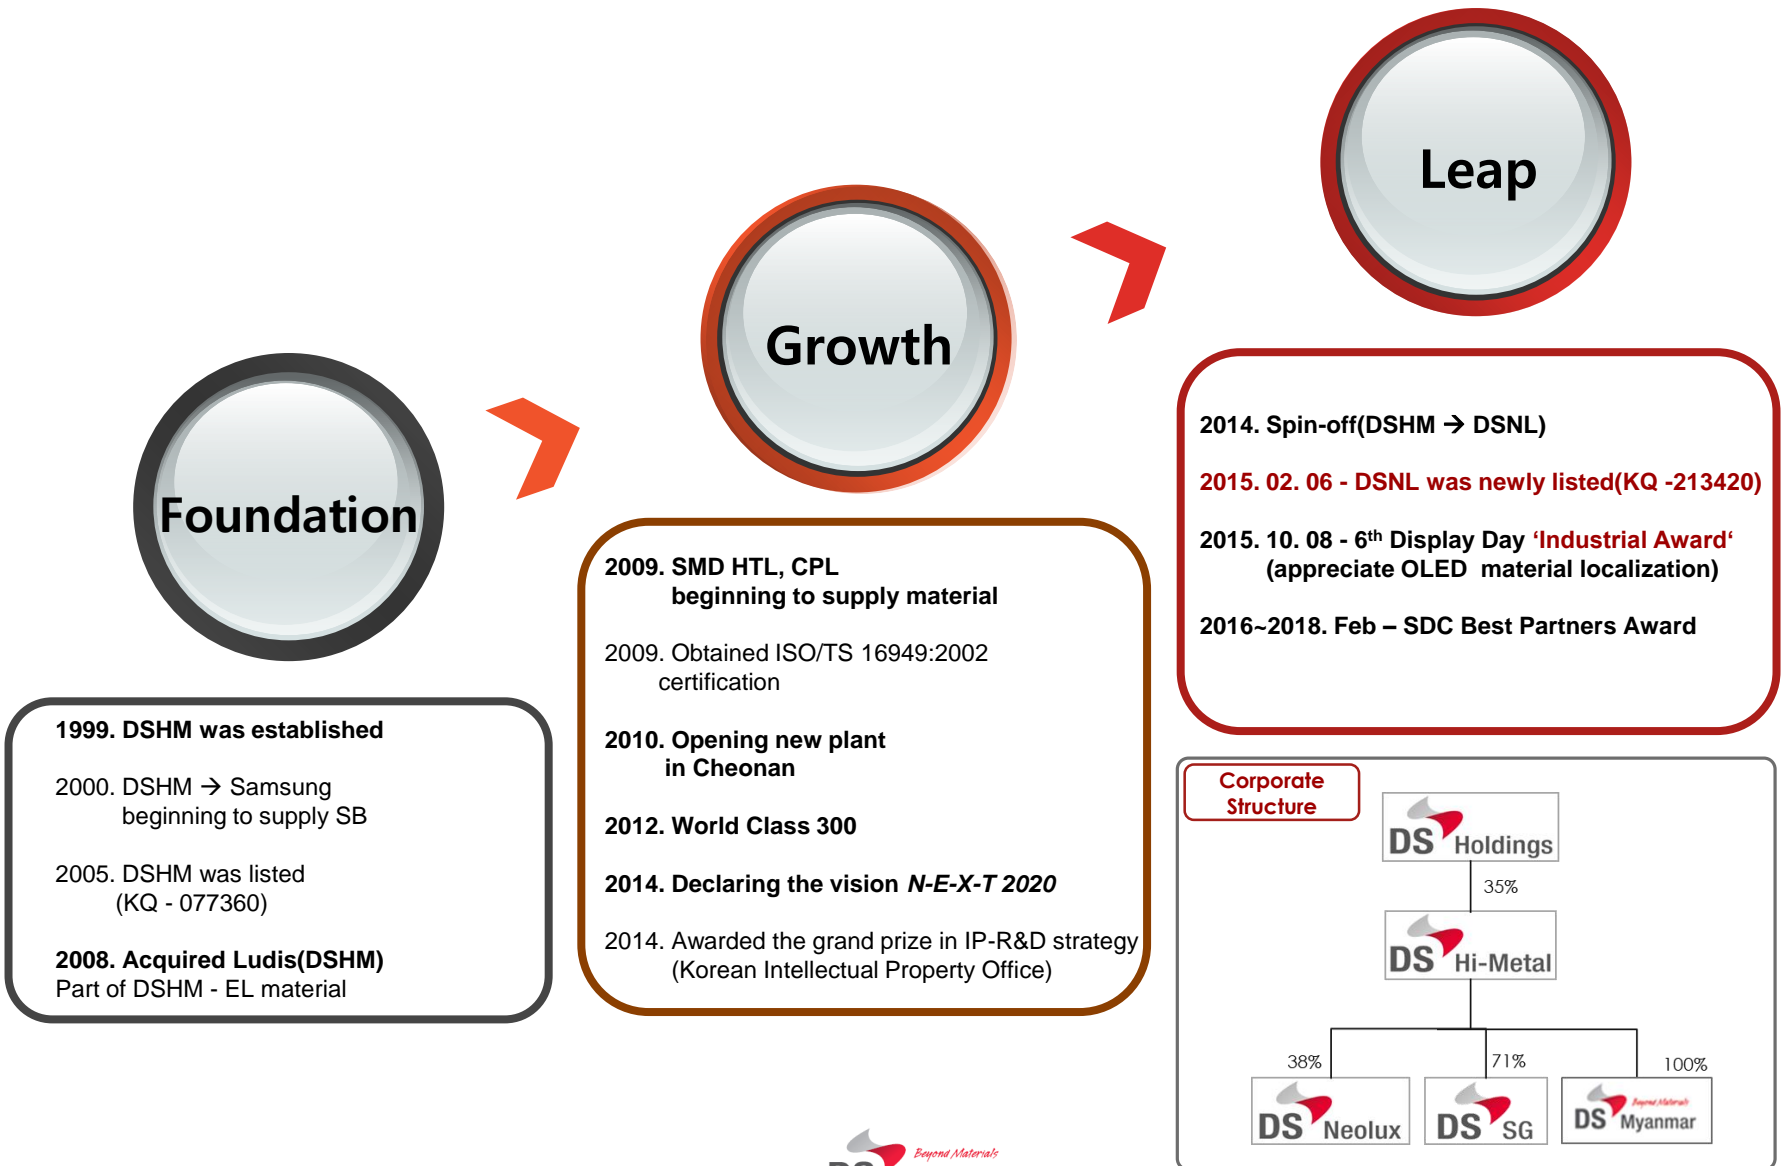 Foundation
1999. DSHM was established
2000. DSHM → Samsung
beginning to supply SB
2005. DSHM was listed
(KQ - 077360)
2008. Acquired Ludis(DSHM)
Part of DSHM - EL material
Growth
2009. SMD HTL, CPL
beginning to supply material
2009. Obtained ISO/TS 16949:2002
certification
2010. Opening new plant
in Cheonan
2012. World Class 300
2014. Declaring the vision N-E-X-T 2020
2014. Awarded the grand prize in IP-R&D strategy
(Korean Intellectual Property Office)
Leap
2014. Spin-off(DSHM → DSNL)
2015. 02. 06 - DSNL was newly listed(KQ -213420)
2015. 10. 08 - 6th Display Day ‘Industrial Award‘
(appreciate OLED  material localization)
2016~2018. Feb – SDC Best Partners Award
Corporate
Structure
DS Holdings
35%
DS Hi-Metal
38%
71%
100%
DS Neolux
DS SG
Beyond Materials
DS Myanmar
Beyond Materials
DS